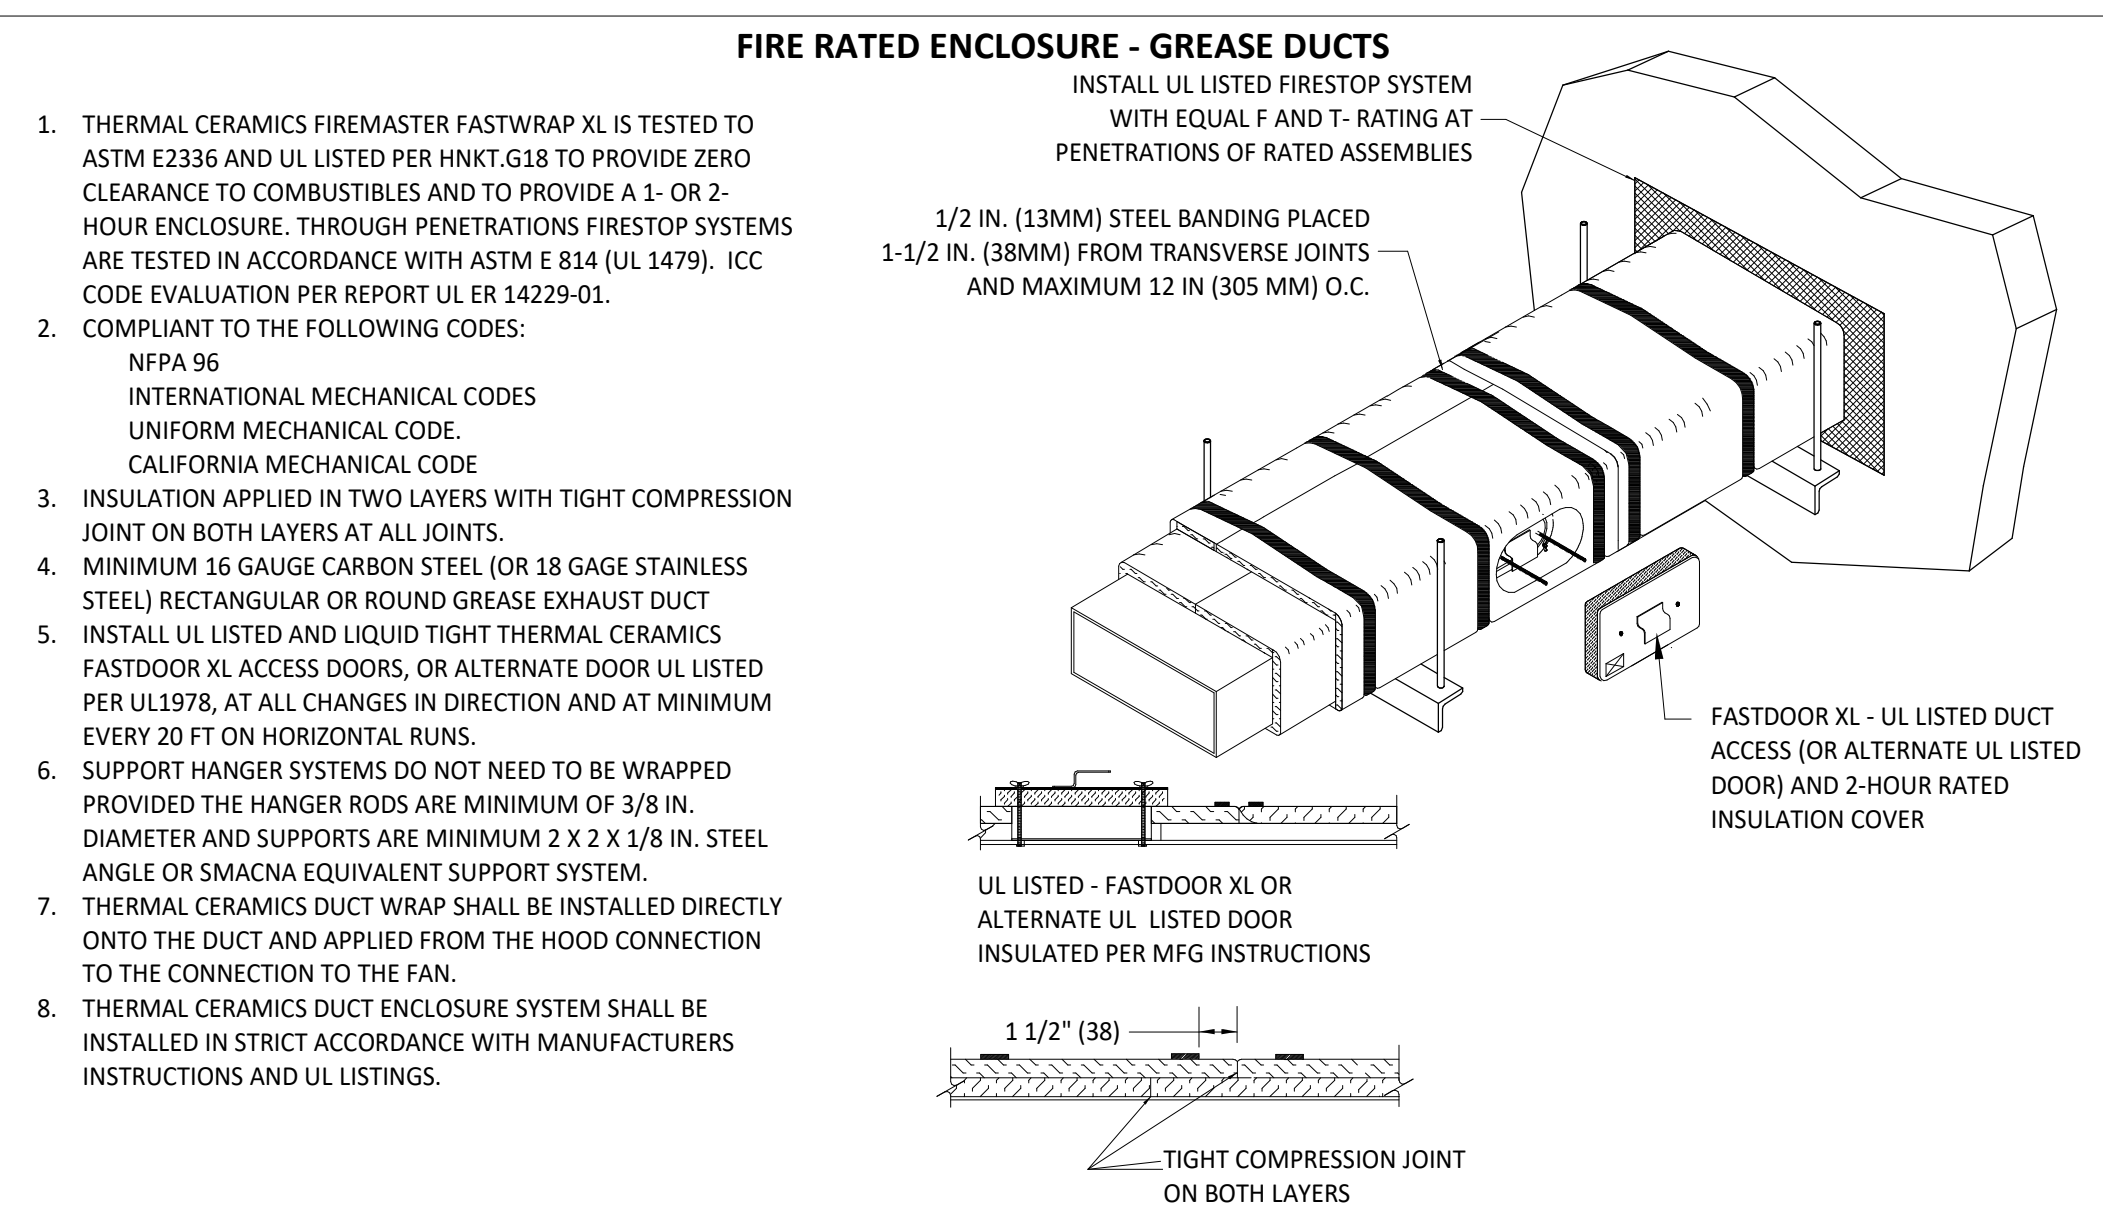 FIRE RATED ENCLOSURE - GREASE DUCTS
1. THERMAL CERAMICS FIREMASTER FASTWRAP XL IS TESTED TO
ASTM E2336 AND UL LISTED PER HNKT.G18 TO PROVIDE ZERO
CLEARANCE TO COMBUSTIBLES AND TO PROVIDE A 1- OR 2-
HOUR ENCLOSURE. THROUGH PENETRATIONS FIRESTOP SYSTEMS
ARE TESTED IN ACCORDANCE WITH ASTM E 814 (UL 1479).  ICC
CODE EVALUATION PER REPORT UL ER 14229-01.
2. COMPLIANT TO THE FOLLOWING CODES:
NFPA 96
INTERNATIONAL MECHANICAL CODES
UNIFORM MECHANICAL CODE.
CALIFORNIA MECHANICAL CODE
3. INSULATION APPLIED IN TWO LAYERS WITH TIGHT COMPRESSION
JOINT ON BOTH LAYERS AT ALL JOINTS.
4. MINIMUM 16 GAUGE CARBON STEEL (OR 18 GAGE STAINLESS
STEEL) RECTANGULAR OR ROUND GREASE EXHAUST DUCT
5. INSTALL UL LISTED AND LIQUID TIGHT THERMAL CERAMICS
FASTDOOR XL ACCESS DOORS, OR ALTERNATE DOOR UL LISTED
PER UL1978, AT ALL CHANGES IN DIRECTION AND AT MINIMUM
EVERY 20 FT ON HORIZONTAL RUNS.
6. SUPPORT HANGER SYSTEMS DO NOT NEED TO BE WRAPPED
PROVIDED THE HANGER RODS ARE MINIMUM OF 3/8 IN.
DIAMETER AND SUPPORTS ARE MINIMUM 2 X 2 X 1/8 IN. STEEL
ANGLE OR SMACNA EQUIVALENT SUPPORT SYSTEM.
7. THERMAL CERAMICS DUCT WRAP SHALL BE INSTALLED DIRECTLY
ONTO THE DUCT AND APPLIED FROM THE HOOD CONNECTION
TO THE CONNECTION TO THE FAN.
8. THERMAL CERAMICS DUCT ENCLOSURE SYSTEM SHALL BE
INSTALLED IN STRICT ACCORDANCE WITH MANUFACTURERS
INSTRUCTIONS AND UL LISTINGS.
INSTALL UL LISTED FIRESTOP SYSTEM
WITH EQUAL F AND T- RATING AT
PENETRATIONS OF RATED ASSEMBLIES
1/2 IN. (13MM) STEEL BANDING PLACED
1-1/2 IN. (38MM) FROM TRANSVERSE JOINTS
AND MAXIMUM 12 IN (305 MM) O.C.
FASTDOOR XL - UL LISTED DUCT
ACCESS (OR ALTERNATE UL LISTED
DOOR) AND 2-HOUR RATED
INSULATION COVER
UL LISTED - FASTDOOR XL OR
ALTERNATE UL  LISTED DOOR
INSULATED PER MFG INSTRUCTIONS
1 1/2" (38)
TIGHT COMPRESSION JOINT
ON BOTH LAYERS